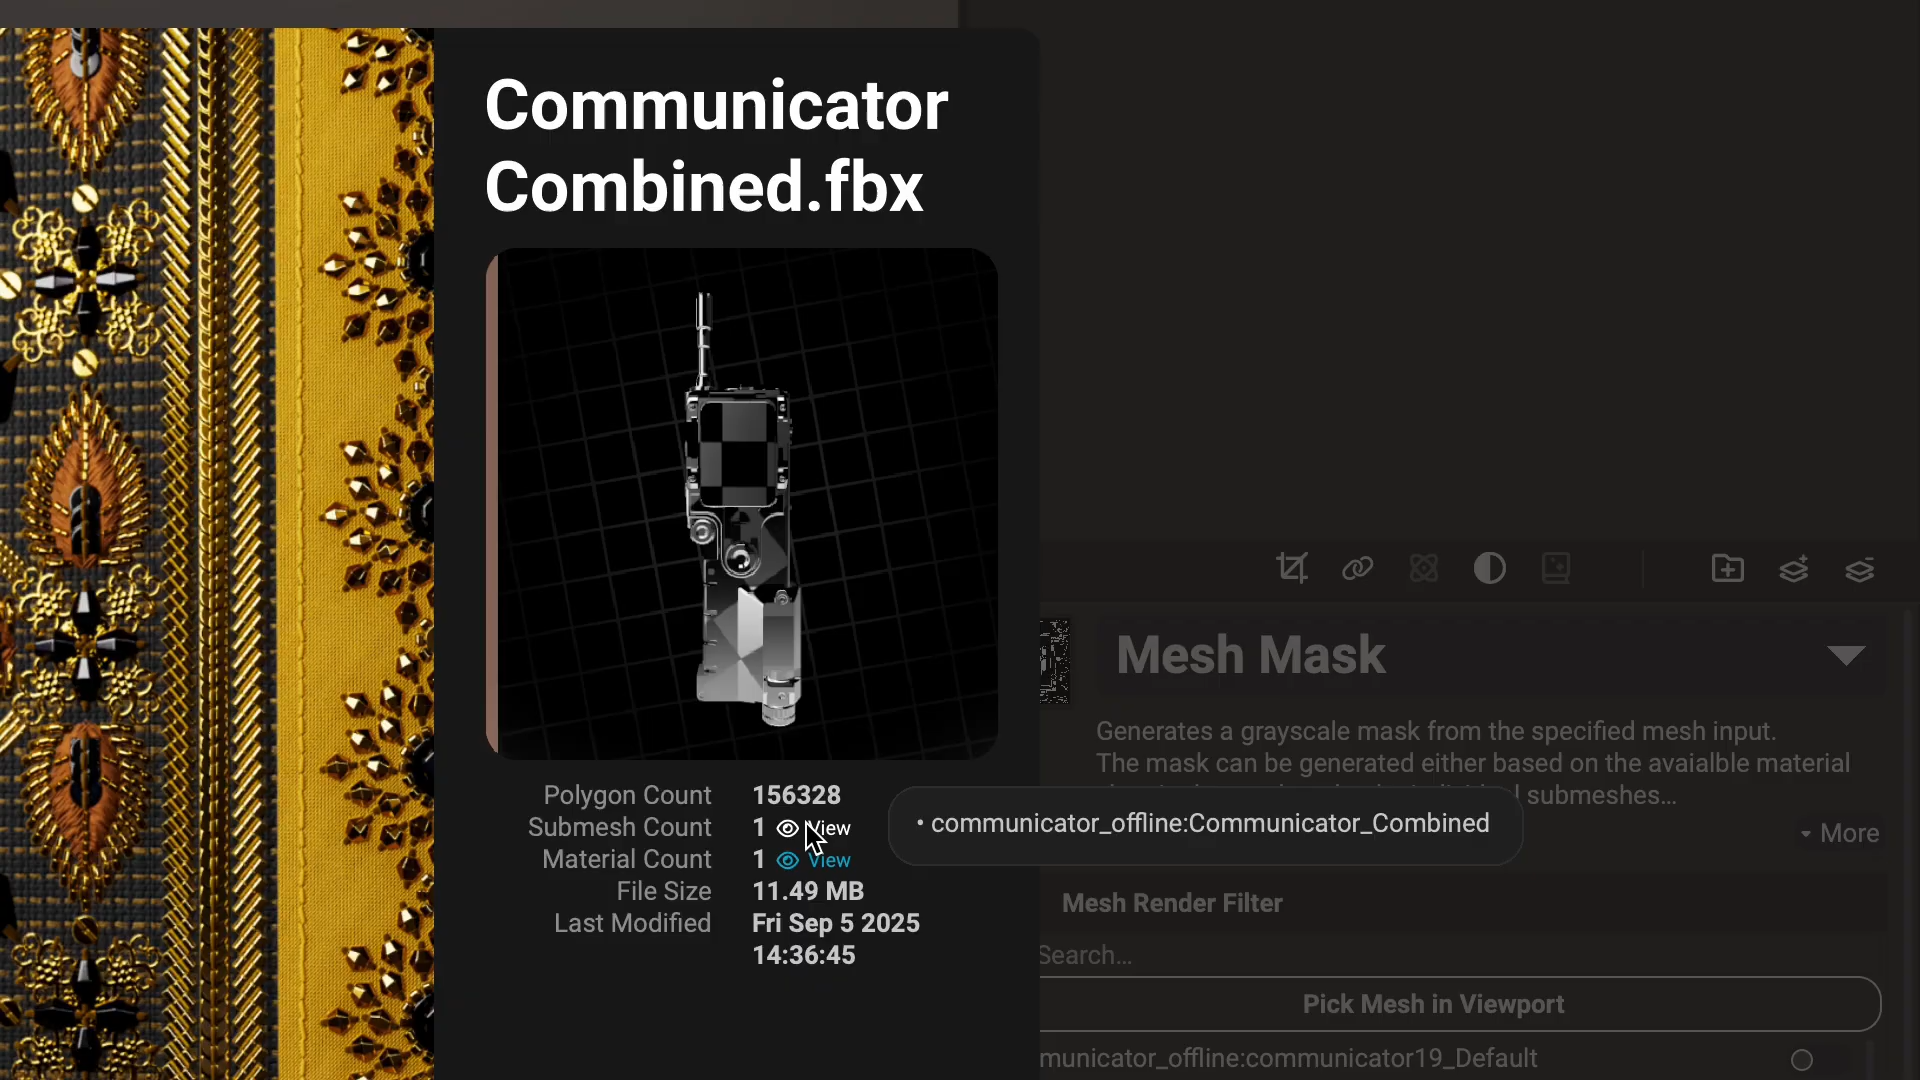 Communicator
Combined.fbx
Polygon Count 156328
Submesh Count 1 View
Material Count 1 View
File Size 11.49 MB
Last Modified Fri Sep 5 2025
14:36:45
• communicator_offline:Communicator_Combined
Mesh Mask
Generates a grayscale mask from the specified mesh input.
The mask can be generated either based on the avaialble material
submeshes...
More
Mesh Render Filter
Search...
Pick Mesh in Viewport
municator_offline:communicator19_Default